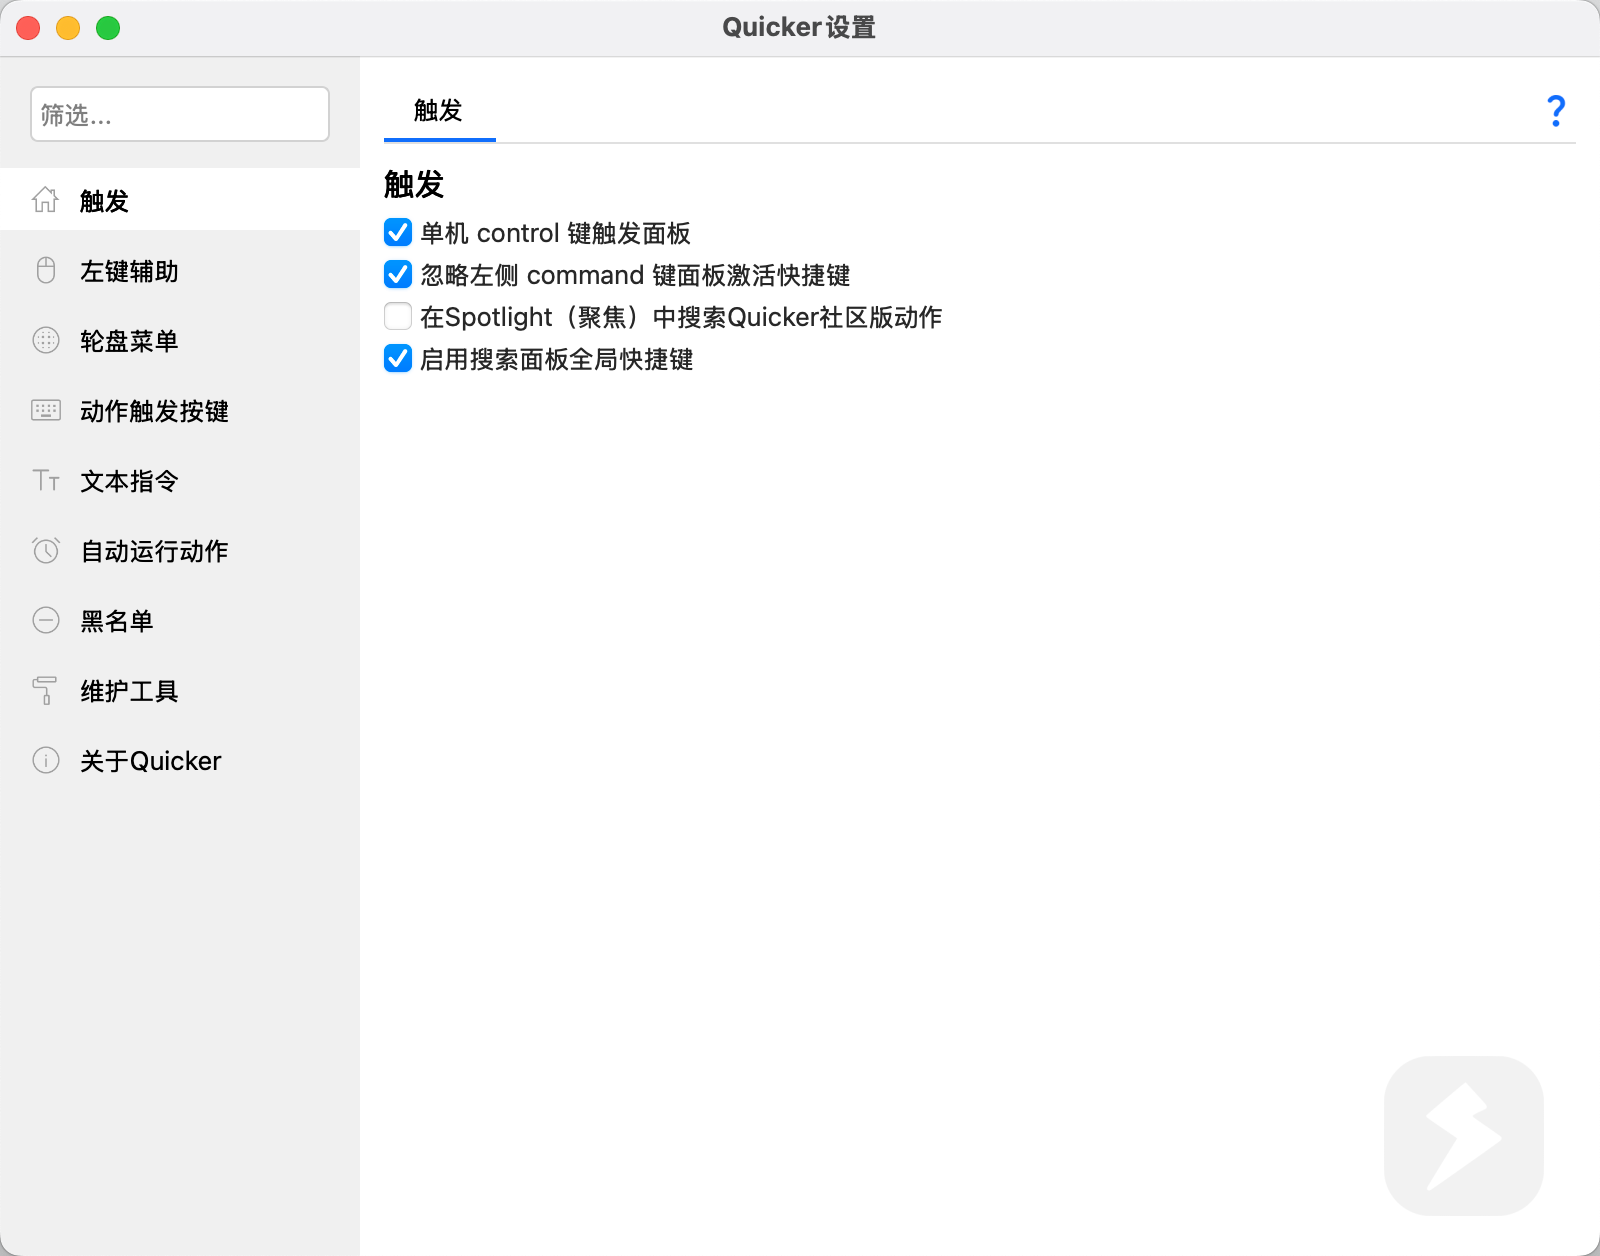 Quicker设置
筛选...
触发
左键辅助
轮盘菜单
动作触发按键
文本指令
自动运行动作
黑名单
维护工具
关于Quicker
触发
?
触发
单机 control 键触发面板
忽略左侧 command 键面板激活快捷键
在Spotlight（聚焦）中搜索Quicker社区版动作
启用搜索面板全局快捷键